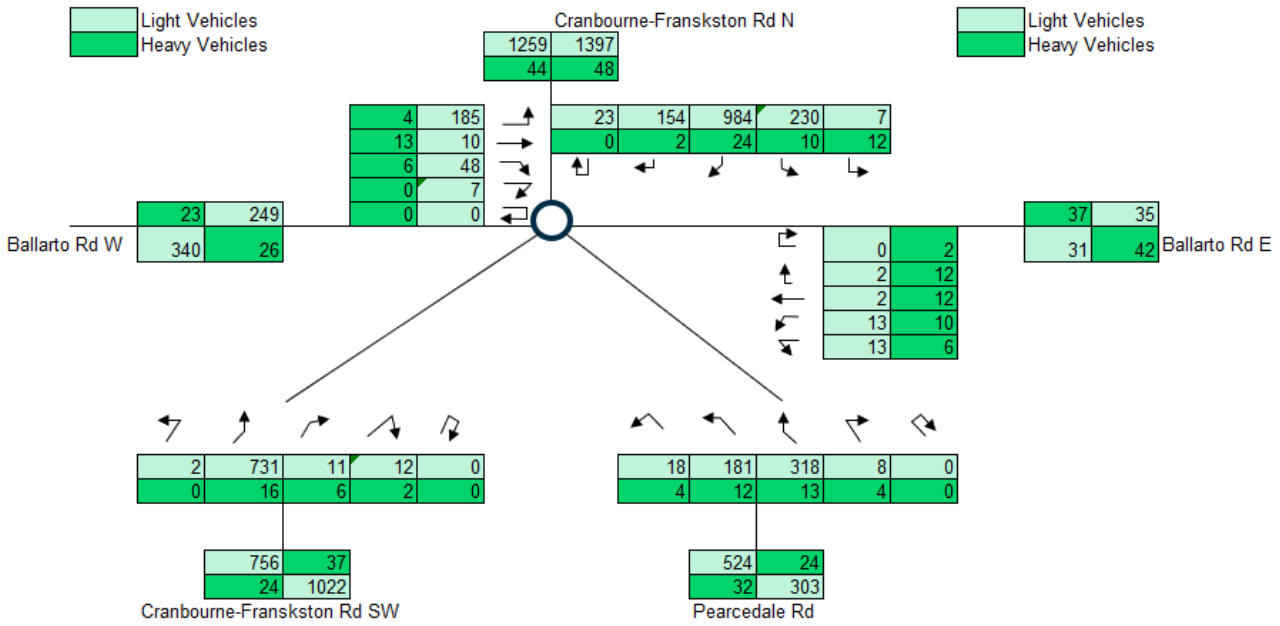 Light Vehicles
Heavy Vehicles
Cranbourne-Franskston Rd N
Light Vehicles
Heavy Vehicles
1259 1397
44 48
4 185
13 10
6 48
0 7
0 0
23 154 984 230 7
0 2 24 10 12
23 249
340 26
Ballarto Rd W
37 35
31 42
Ballarto Rd E
0 2
2 12
2 12
13 10
13 6
2 731 11 12 0
0 16 6 2 0
18 181 318 8 0
4 12 13 4 0
756 37
24 1022
Cranbourne-Franskston Rd SW
524 24
32 303
Pearcedale Rd